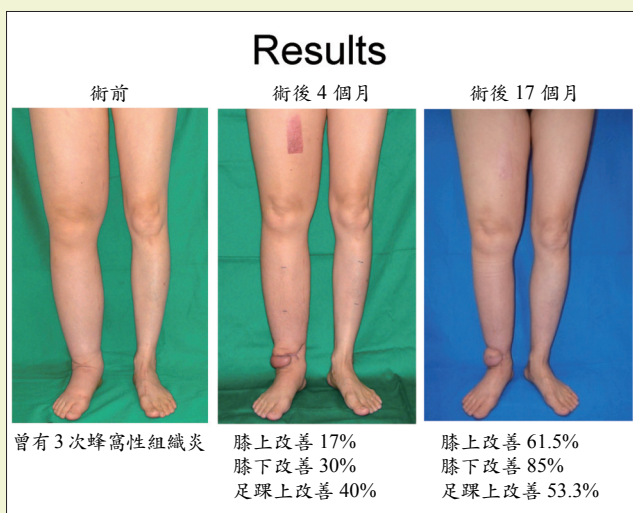 Results
術前
術後 4 個月
術後 17 個月
曾有 3 次蜂窩性組織炎
膝上改善 17%
膝下改善 30%
足踝上改善 40%
膝上改善 61.5%
膝下改善 85%
足踝上改善 53.3%